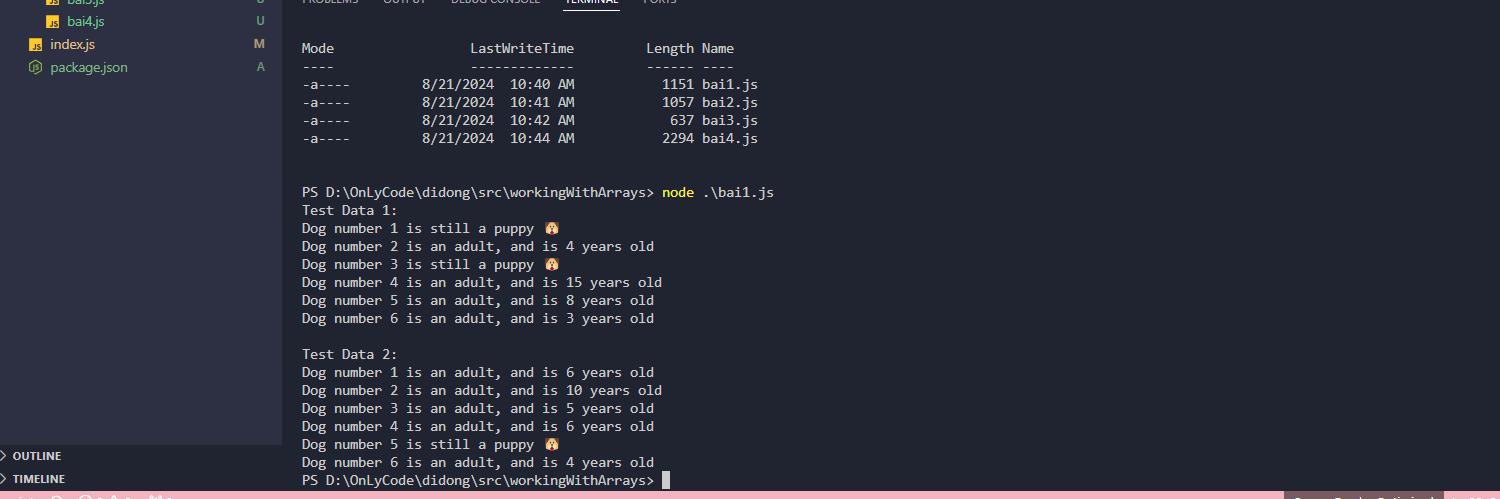 PROBLEMS OUTPUT DEBUG CONSOLE TERMINAL PORTS
bai3.js U
bai4.js U
index.js M
package.json A
Mode LastWriteTime Length Name
---- ------------- ------ ----
-a---- 8/21/2024 10:40 AM 1151 bai1.js
-a---- 8/21/2024 10:41 AM 1057 bai2.js
-a---- 8/21/2024 10:42 AM 637 bai3.js
-a---- 8/21/2024 10:44 AM 2294 bai4.js
PS D:\OnLyCode\didong\src\workingWithArrays> node .\bai1.js
Test Data 1:
Dog number 1 is still a puppy 🐶
Dog number 2 is an adult, and is 4 years old
Dog number 3 is still a puppy 🐶
Dog number 4 is an adult, and is 15 years old
Dog number 5 is an adult, and is 8 years old
Dog number 6 is an adult, and is 3 years old
Test Data 2:
Dog number 1 is an adult, and is 6 years old
Dog number 2 is an adult, and is 10 years old
Dog number 3 is an adult, and is 5 years old
Dog number 4 is an adult, and is 6 years old
Dog number 5 is still a puppy 🐶
Dog number 6 is an adult, and is 4 years old
PS D:\OnLyCode\didong\src\workingWithArrays>
OUTLINE
TIMELINE